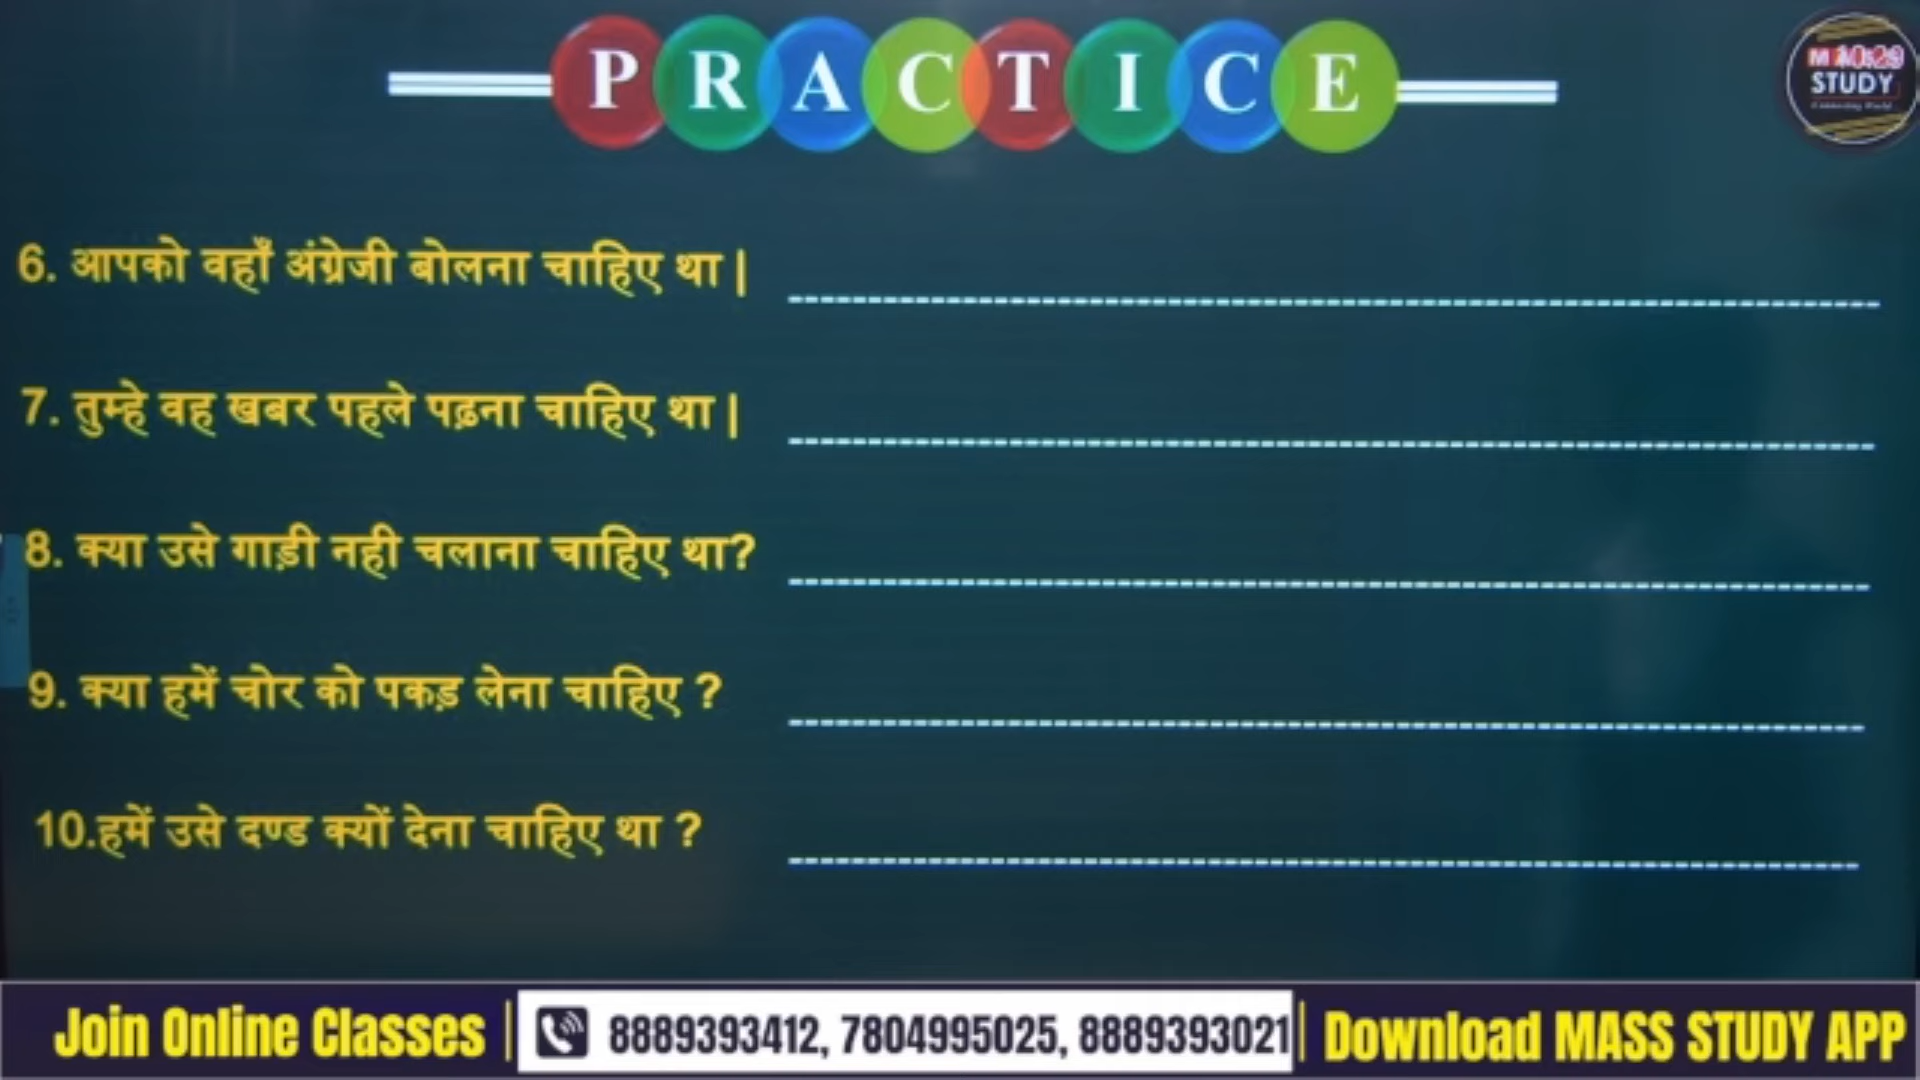 PRACTICE
STUDY
6. आपको वहाँ अंग्रेजी बोलना चाहिए था |
7. तुम्हे वह खबर पहले पढ़ना चाहिए था |
8. क्या उसे गाड़ी नही चलाना चाहिए था?
9. क्या हमें चोर को पकड़ लेना चाहिए ?
10.हमें उसे दण्ड क्यों देना चाहिए था ?
Join Online Classes | 8889393412, 7804995025, 8889393021 | Download MASS STUDY APP